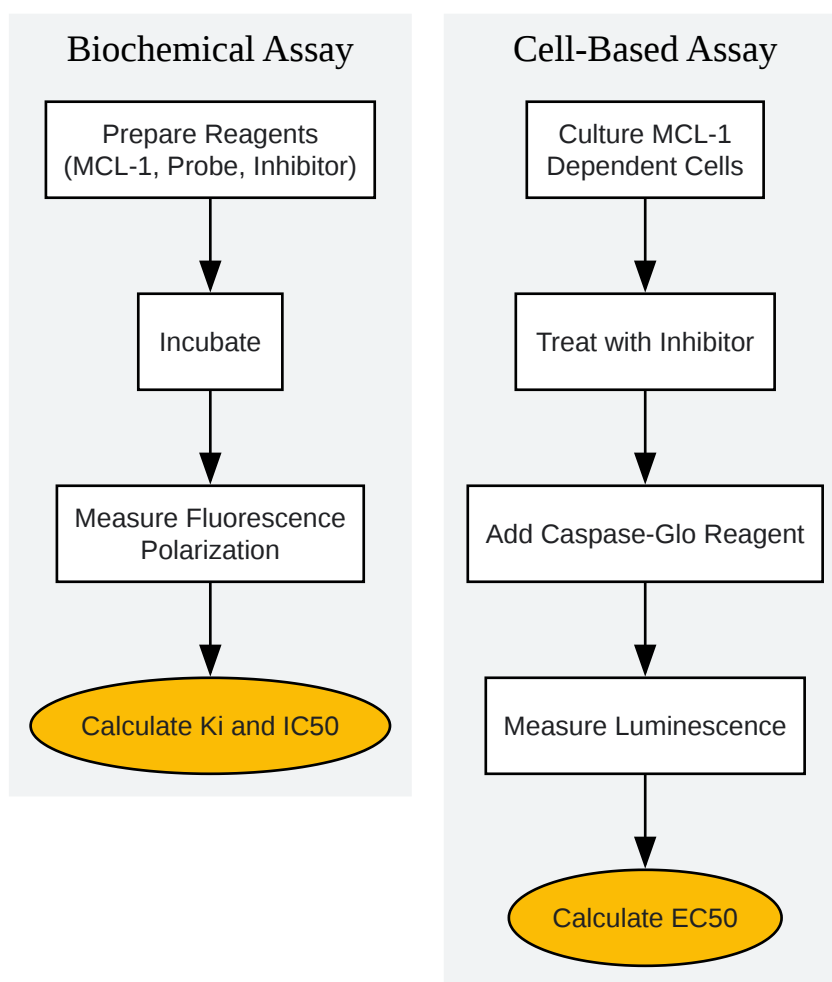 Biochemical Assay
Prepare Reagents
(MCL-1, Probe, Inhibitor)
Incubate
Measure Fluorescence
Polarization
Calculate Ki and IC50
Cell-Based Assay
Culture MCL-1
Dependent Cells
Treat with Inhibitor
Add Caspase-Glo Reagent
Measure Luminescence
Calculate EC50